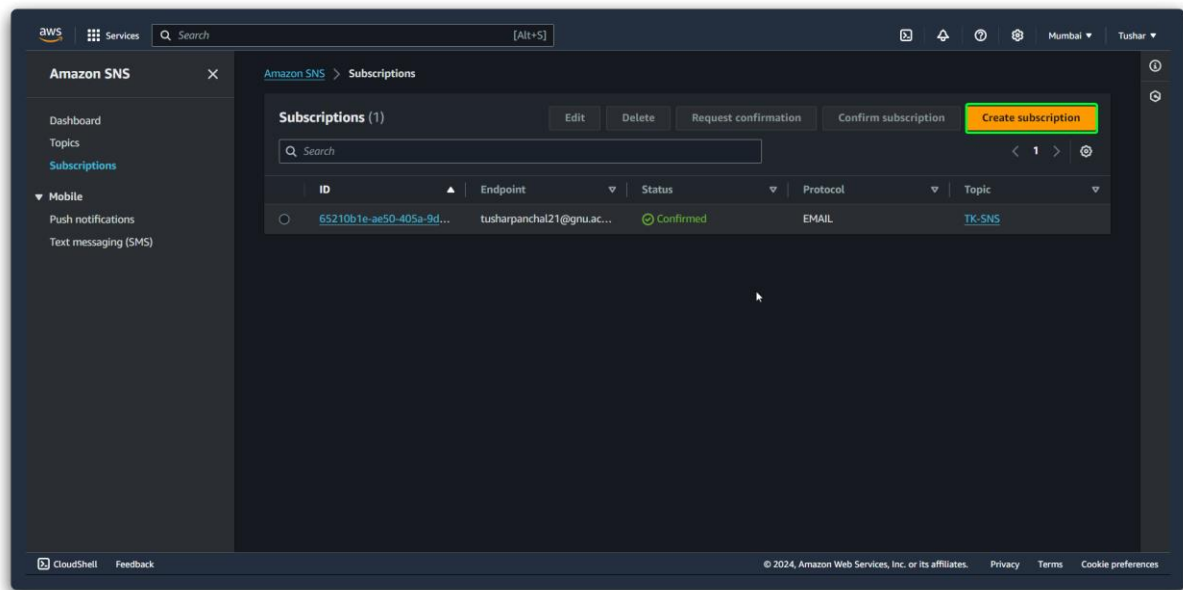 aws Services Search [Alt+S] Mumbai Tushar
Amazon SNS
Dashboard
Topics
Subscriptions
Mobile
Push notifications
Text messaging (SMS)
Amazon SNS > Subscriptions
Subscriptions (1) Edit Delete Request confirmation Confirm subscription Create subscription
Search < 1 >
ID Endpoint Status Protocol Topic
65210b1e-ae50-405a-9d... tusharpanchal21@gnu.ac... Confirmed EMAIL TK-SNS
CloudShell Feedback © 2024, Amazon Web Services, Inc. or its affiliates. Privacy Terms Cookie preferences